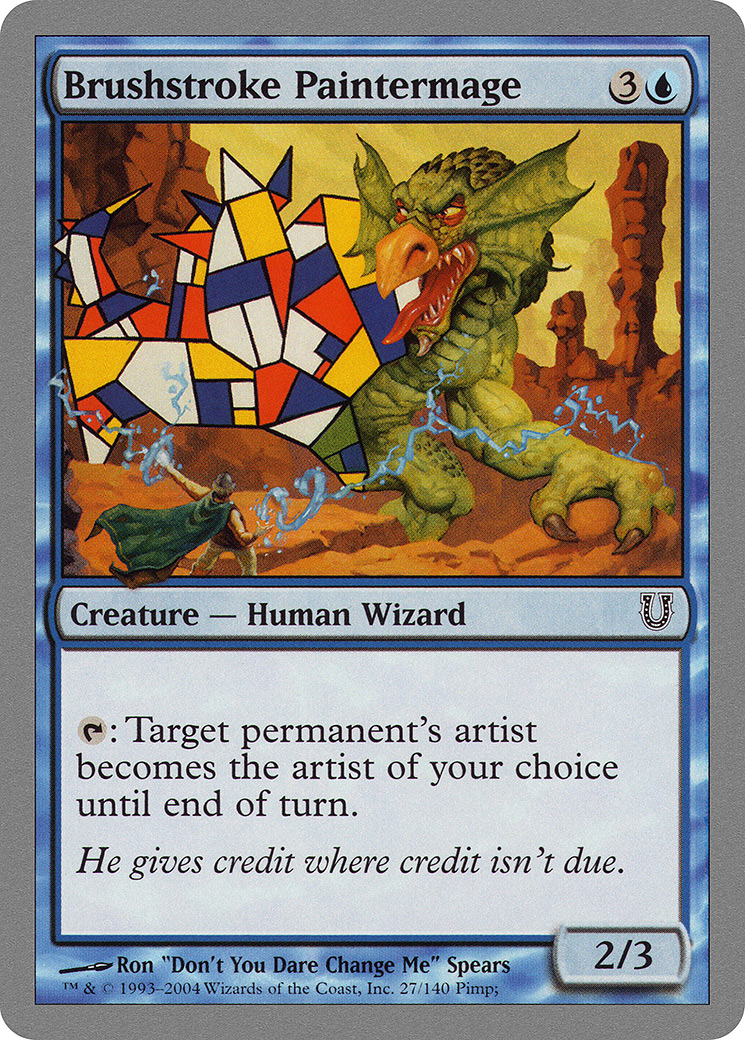 Brushstroke Paintermage 3
Creature — Human Wizard
: Target permanent's artist
becomes the artist of your choice
until end of turn.
He gives credit where credit isn't due.
2/3
Ron "Don't You Dare Change Me" Spears
™ & © 1993–2004 Wizards of the Coast, Inc. 27/140 Pimp;